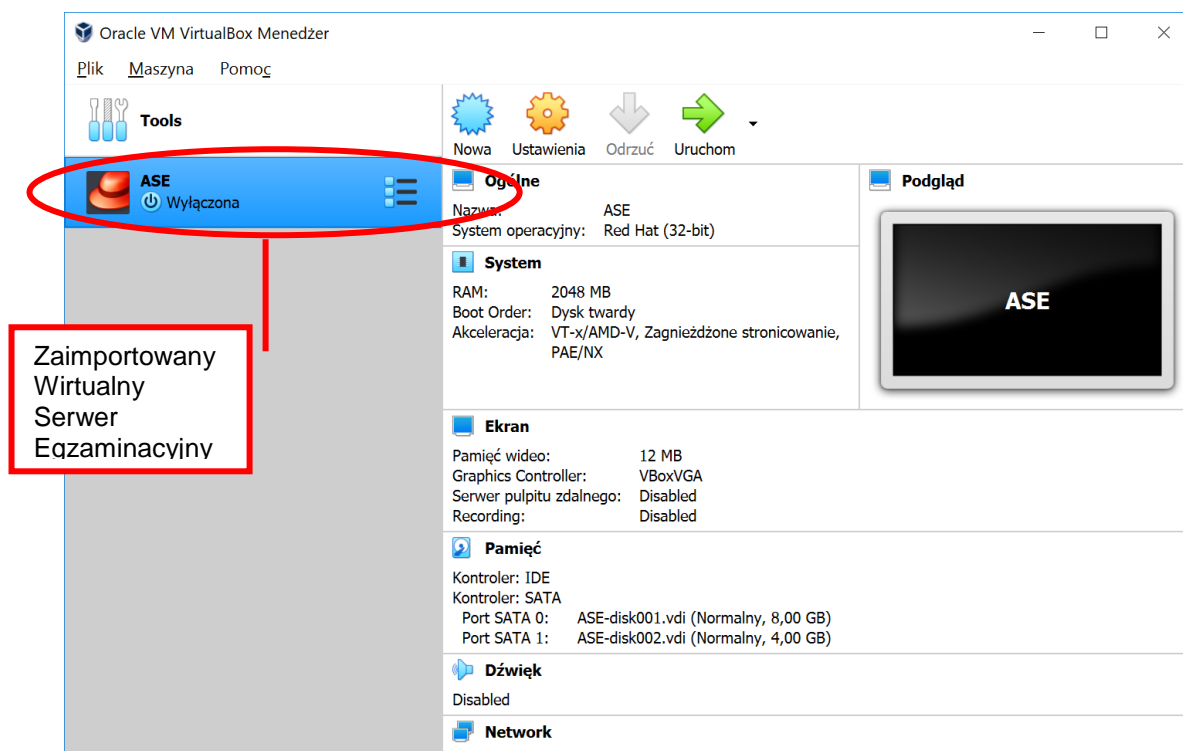 Oracle VM VirtualBox Menedżer
Plik Maszyna Pomoc
Tools
Nowa Ustawienia Odrzuć Uruchom
ASE
Wyłączona
Ogólne
Nazwa: ASE
System operacyjny: Red Hat (32-bit)
Podgląd
ASE
System
RAM: 2048 MB
Boot Order: Dysk twardy
Akceleracja: VT-x/AMD-V, Zagnieżdżone stronicowanie,
PAE/NX
Zaimportowany
Wirtualny
Serwer
Egzaminacyjny
Ekran
Pamięć wideo: 12 MB
Graphics Controller: VBoxVGA
Serwer pulpitu zdalnego: Disabled
Recording: Disabled
Pamięć
Kontroler: IDE
Kontroler: SATA
Port SATA 0: ASE-disk001.vdi (Normalny, 8,00 GB)
Port SATA 1: ASE-disk002.vdi (Normalny, 4,00 GB)
Dźwięk
Disabled
Network